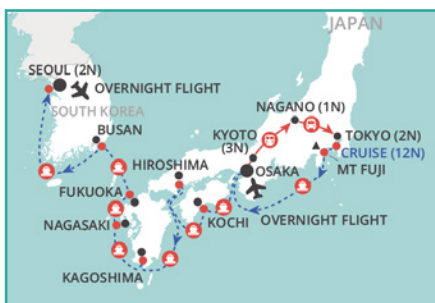 JAPAN
SEOUL (2N)
OVERNIGHT FLIGHT
SOUTH KOREA
NAGANO (1N)
BUSAN
KYOTO
(3N)
TOKYO (2N)
HIROSHIMA
CRUISE (12N)
OSAKA
MT FUJI
FUKUOKA
OVERNIGHT
FLIGHT
NAGASAKI
KOCHI
KAGOSHIMA